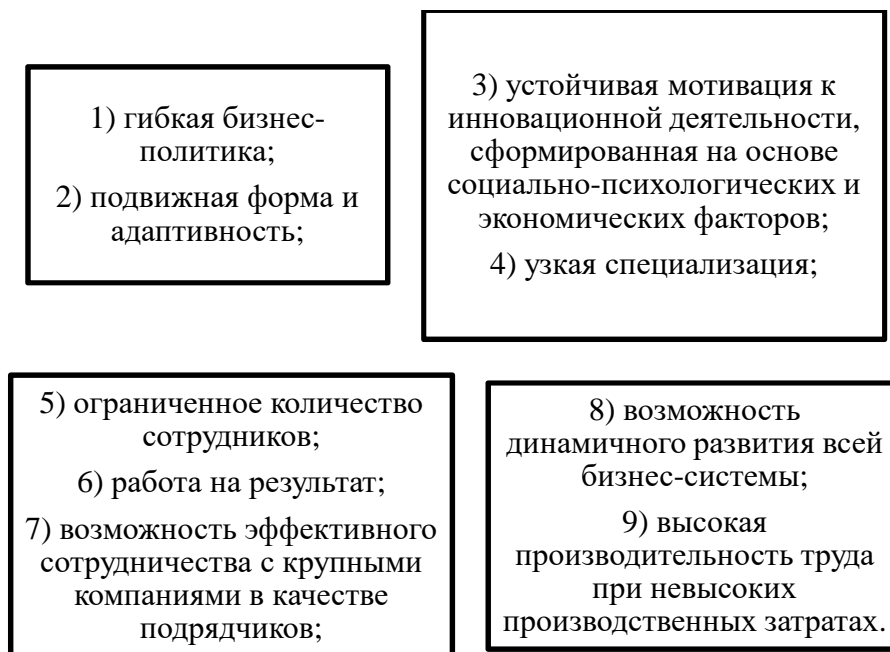 1) гибкая бизнес-
политика;
2) подвижная форма и
адаптивность;
3) устойчивая мотивация к
инновационной деятельности,
сформированная на основе
социально-психологических и
экономических факторов;
4) узкая специализация;
5) ограниченное количество
сотрудников;
6) работа на результат;
7) возможность эффективного
сотрудничества с крупными
компаниями в качестве
подрядчиков;
8) возможность
динамичного развития всей
бизнес-системы;
9) высокая
производительность труда
при невысоких
производственных затратах.